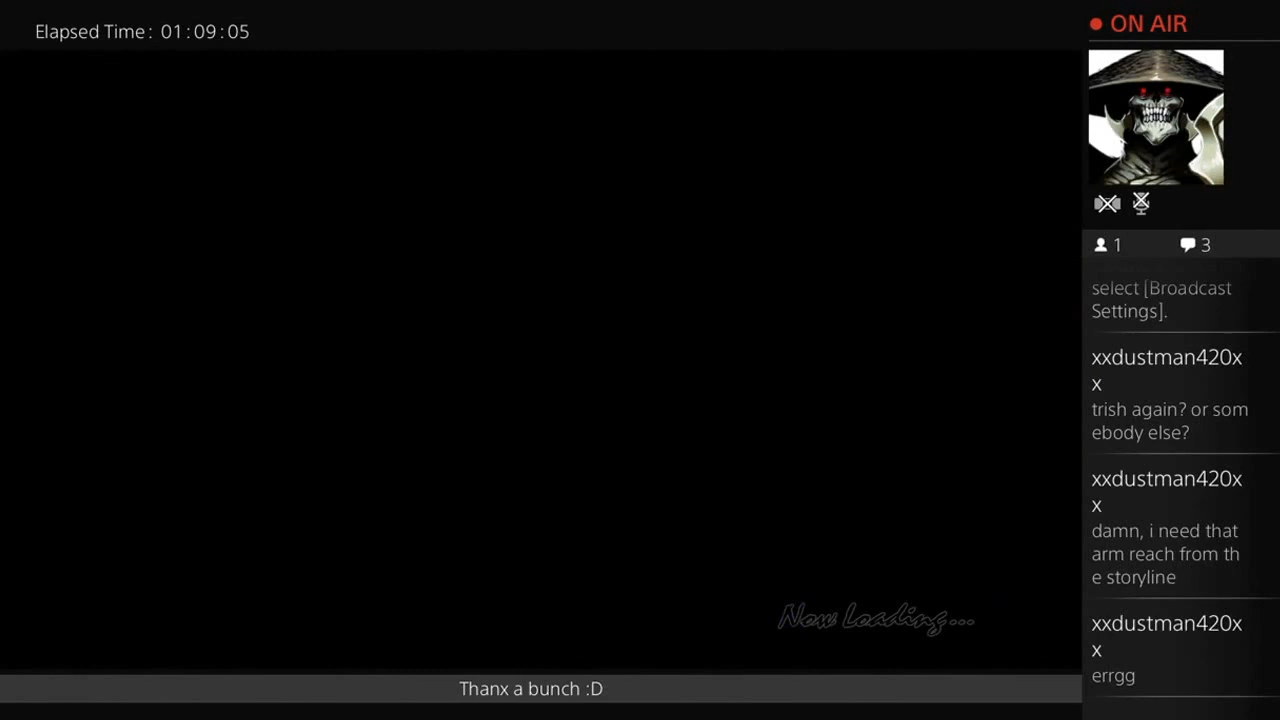 Elapsed Time: 01:09:05
ON AIR
1 3
select [Broadcast
Settings].
xxdustman420x
x
trish again? or som
ebody else?
xxdustman420x
x
damn, i need that
arm reach from th
e storyline
xxdustman420x
x
errgg
Now Loading...
Thanx a bunch :D